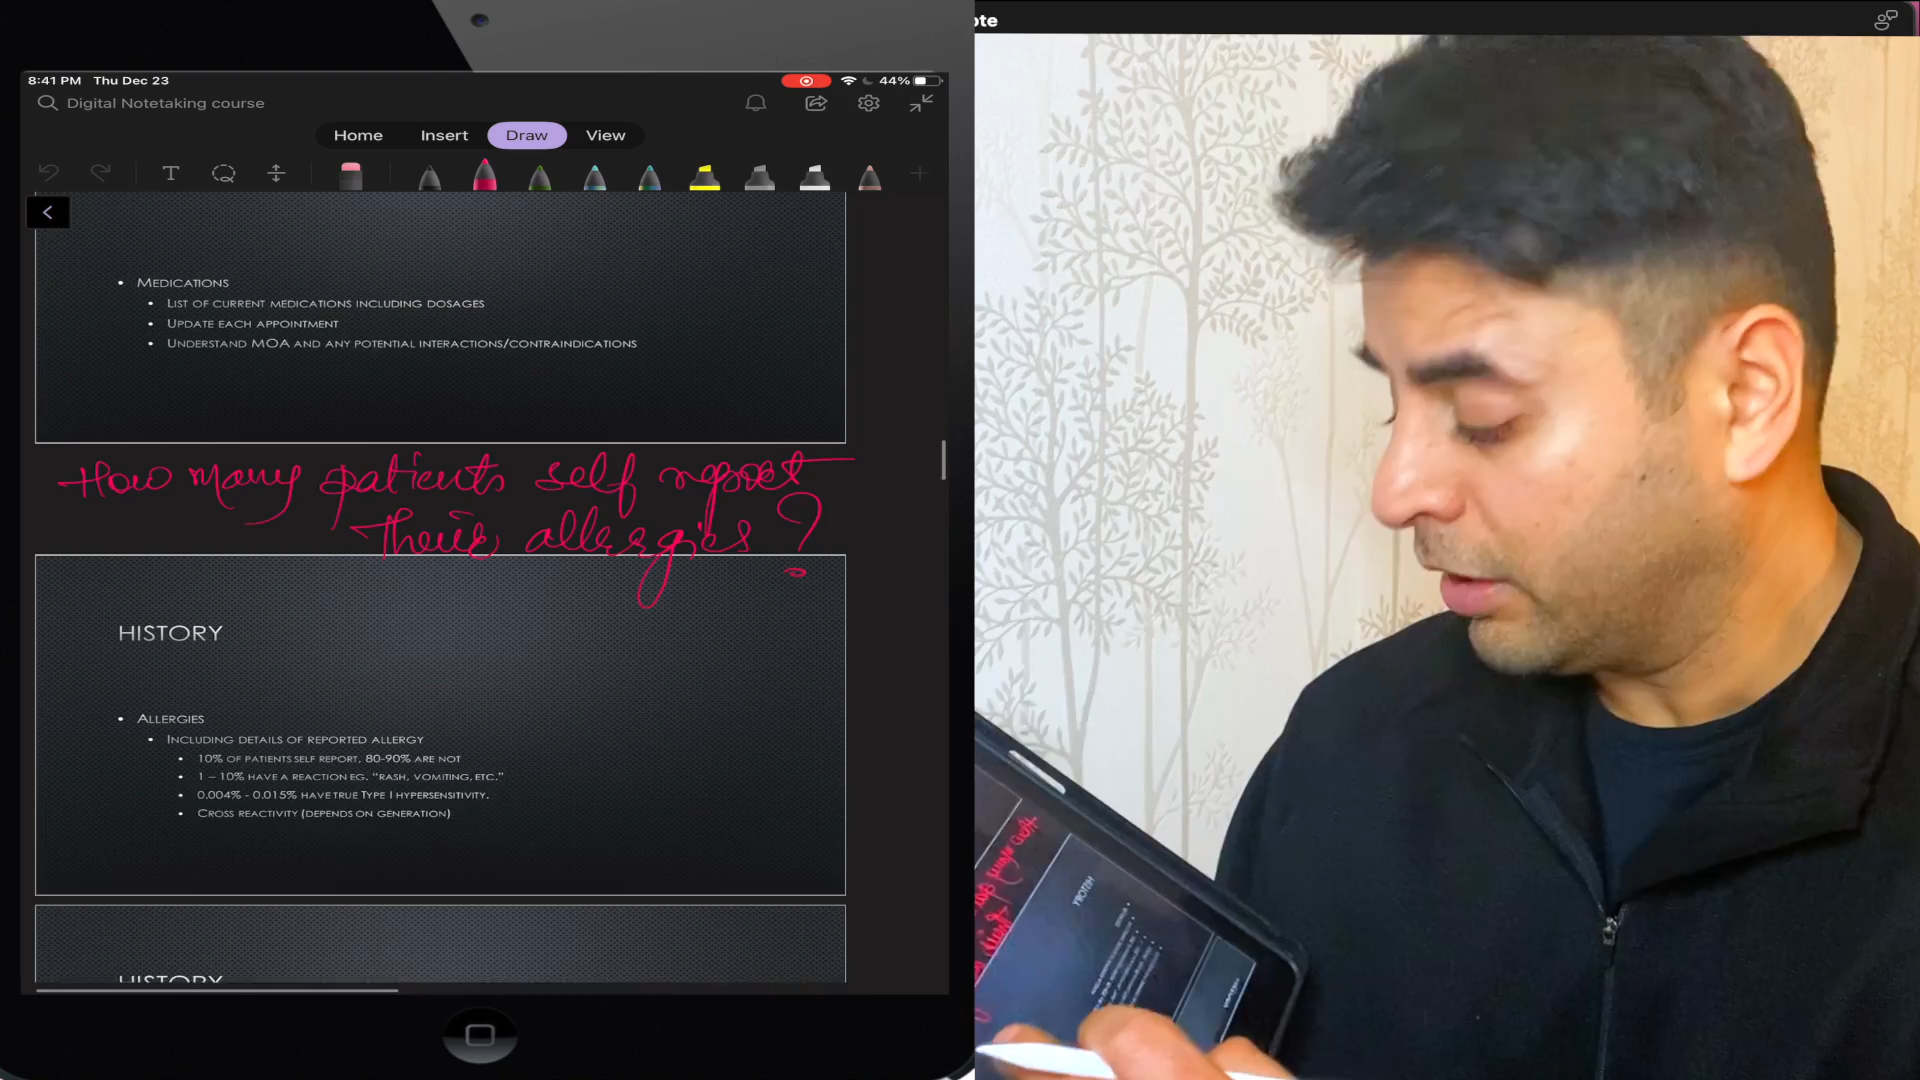 ote
8:41 PM Thu Dec 23
44%
Digital Notetaking course
Home Insert Draw View
T
• MEDICATIONS
• LIST OF CURRENT MEDICATIONS INCLUDING DOSAGES
• UPDATE EACH APPOINTMENT
• UNDERSTAND MOA AND ANY POTENTIAL INTERACTIONS/CONTRAINDICATIONS
How many patients self report
their allergies ?
HISTORY
• ALLERGIES
• INCLUDING DETAILS OF REPORTED ALLERGY
• 10% OF PATIENTS SELF REPORT, 80-90% ARE NOT
• 1 – 10% HAVE A REACTION EG. “RASH, VOMITING, ETC.”
• 0.004% - 0.015% HAVE TRUE TYPE I HYPERSENSITIVITY.
• CROSS REACTIVITY (DEPENDS ON GENERATION)
HISTORY
HISTORY